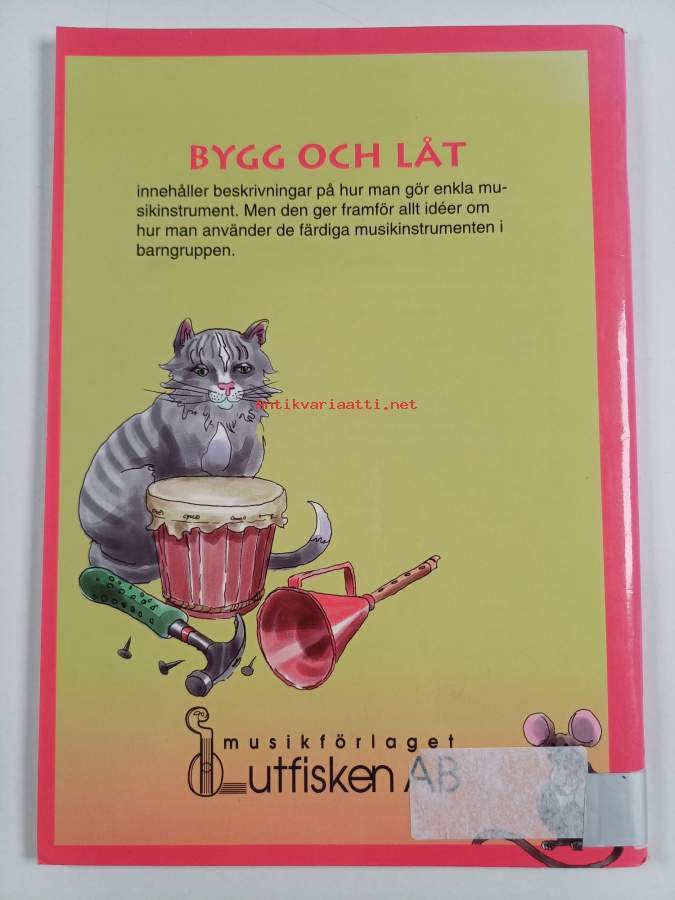 BYGG OCH LÅT
innehåller beskrivningar på hur man gör enkla mu-
sikinstrument. Men den ger framför allt idéer om
hur man använder de färdiga musikinstrumenten i
barngruppen.
Antikvariaatti.net
musikförlaget
Lutfisken AB